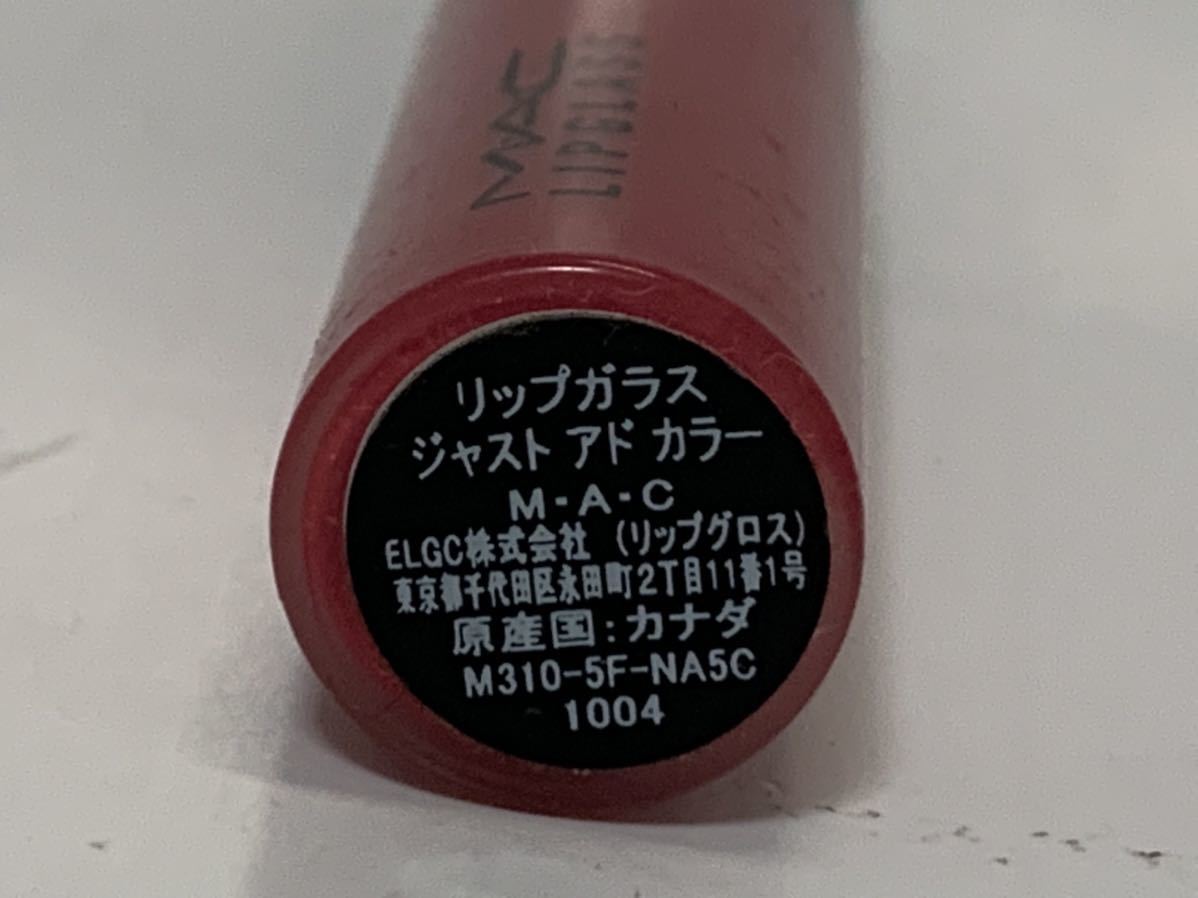 MAC
LIPGLASS
リップガラス
ジャスト アド カラー
M-A-C
ELGC株式会社 (リップグロス)
東京都千代田区永田町2丁目11番1号
原産国:カナダ
M310-5F-NA5C
1004